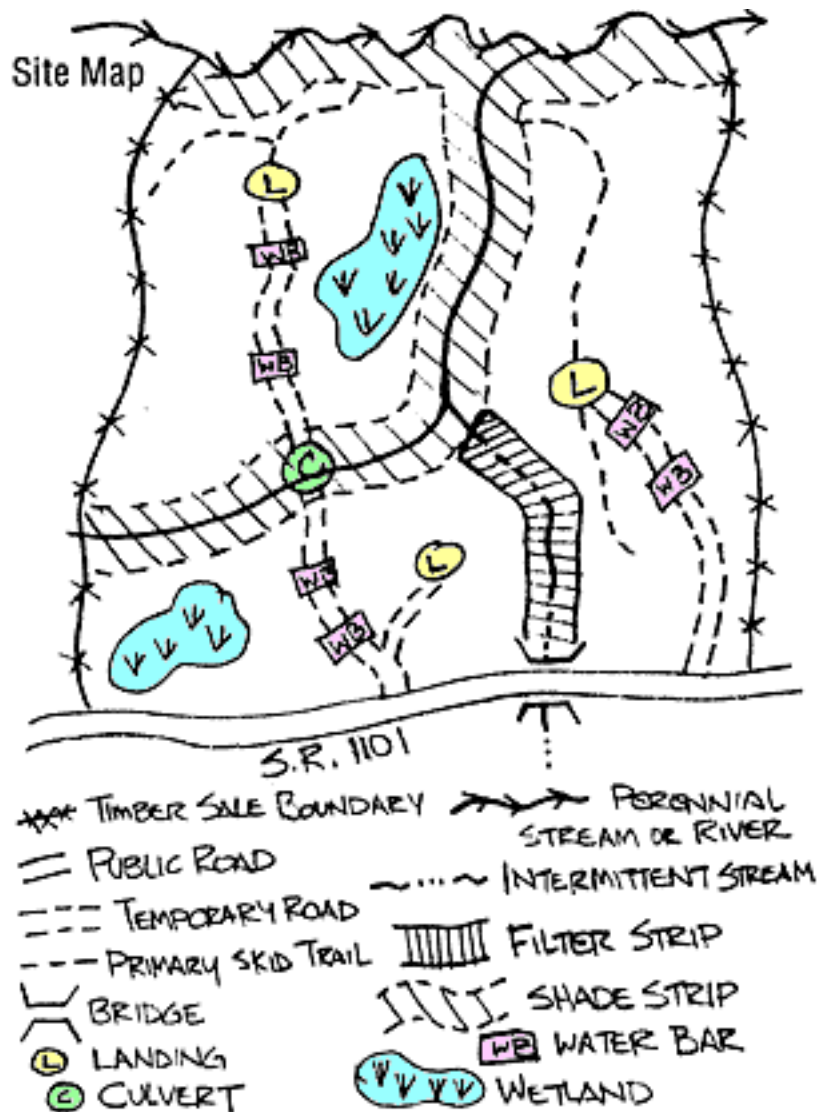 Site Map
L
WB
WB
L
WB
WB
C
L
WB
WB
S.R. 1101
TIMBER SALE BOUNDARY
PERENNIAL
STREAM OR RIVER
PUBLIC ROAD
INTERMITTENT STREAM
TEMPORARY ROAD
FILTER STRIP
PRIMARY SKID TRAIL
SHADE STRIP
BRIDGE
WB WATER BAR
L LANDING
C CULVERT
WETLAND